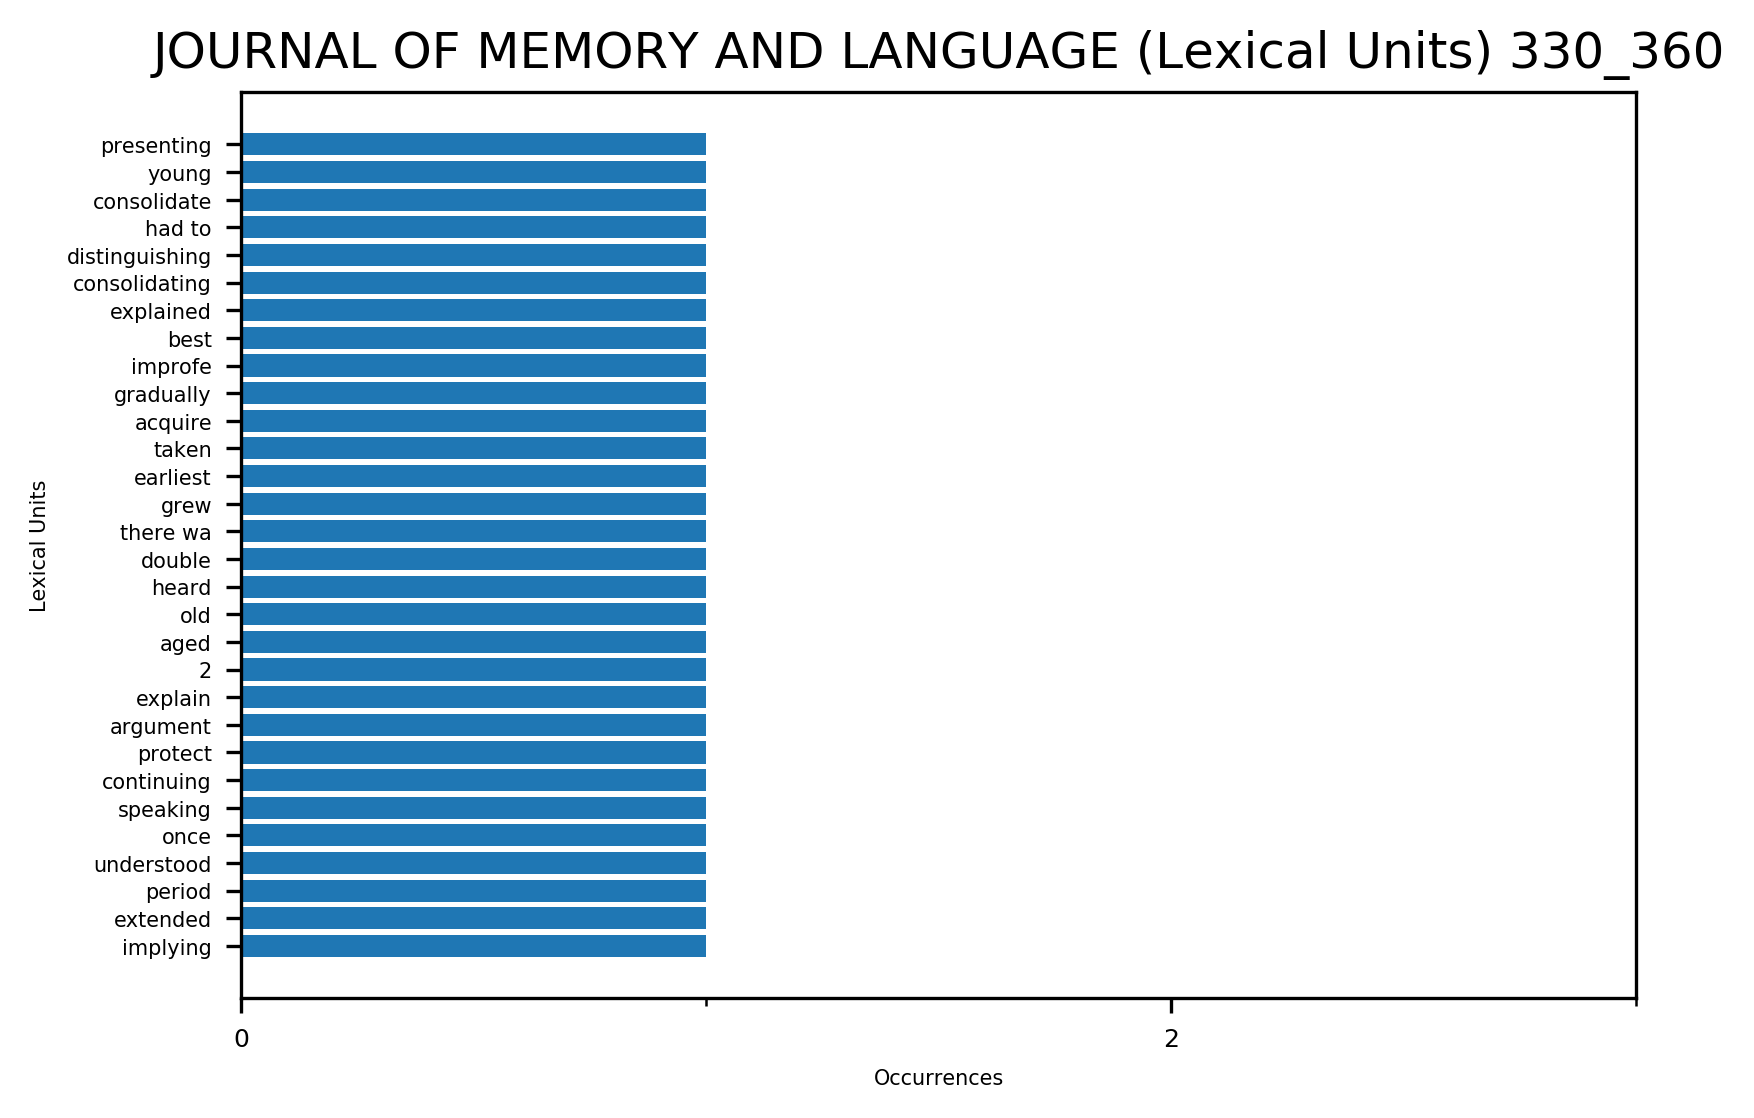 JOURNAL OF MEMORY AND LANGUAGE (Lexical Units) 330_360
presenting
young
consolidate
had to
distinguishing
consolidating
explained
best
improfe
gradually
acquire
taken
earliest
grew
there wa
double
heard
old
aged
2
explain
argument
protect
continuing
speaking
once
understood
period
extended
implying
Lexical Units
0
2
Occurrences